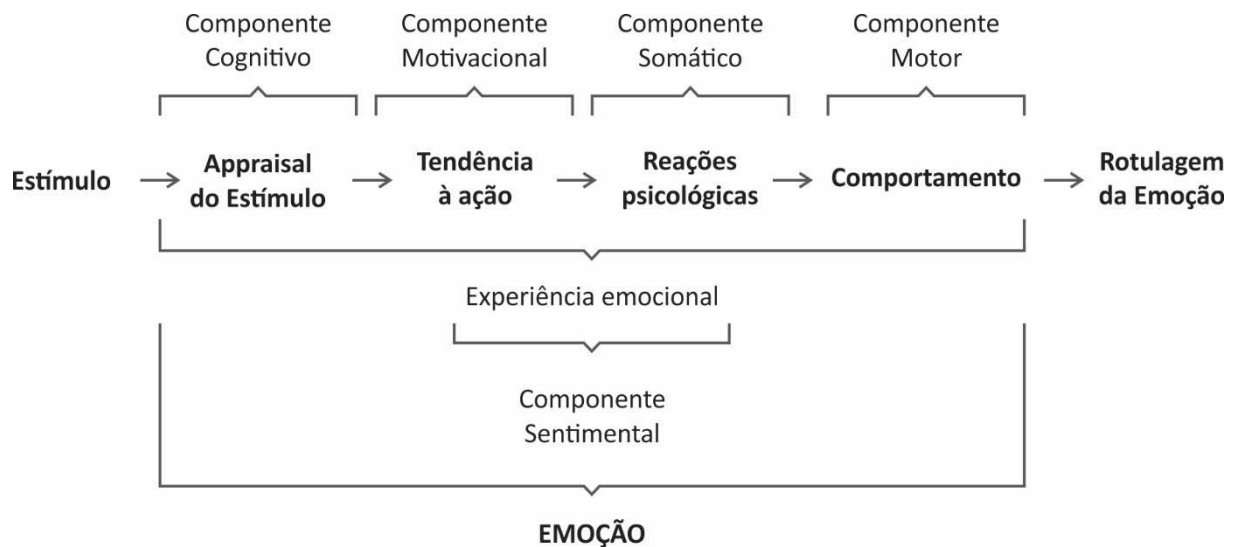 Componente
Cognitivo
Componente
Motivacional
Componente
Somático
Componente
Motor
Estímulo
Appraisal
do Estímulo
Tendência
à ação
Reações
psicológicas
Comportamento
Rotulagem
da Emoção
Experiência emocional
Componente
Sentimental
EMOÇÃO